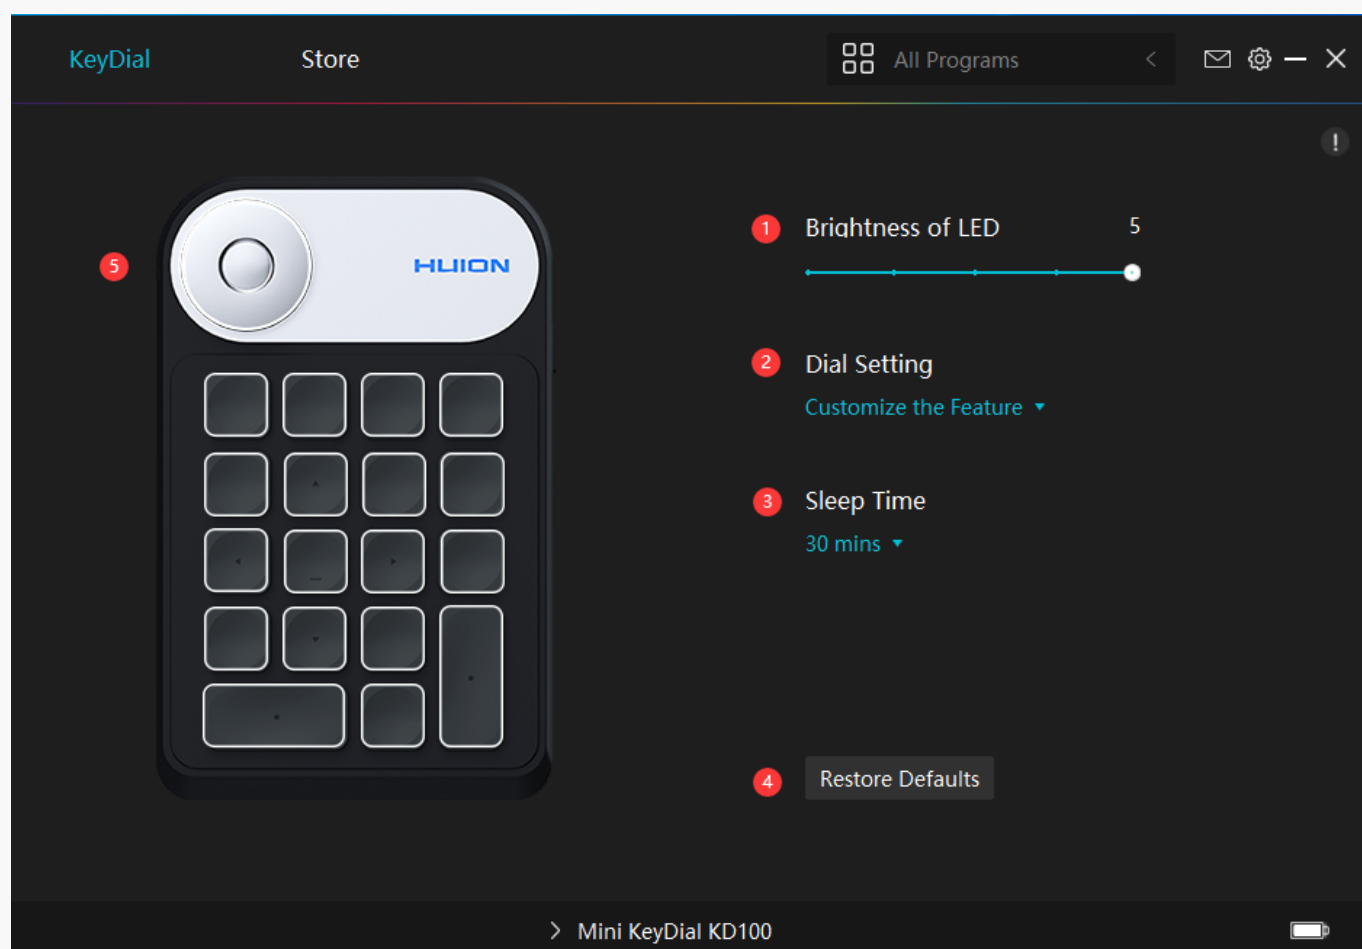 KeyDial
Store
All Programs
1 Brightness of LED 5
5
HUION
2 Dial Setting
Customize the Feature
3 Sleep Time
30 mins
4 Restore Defaults
Mini KeyDial KD100